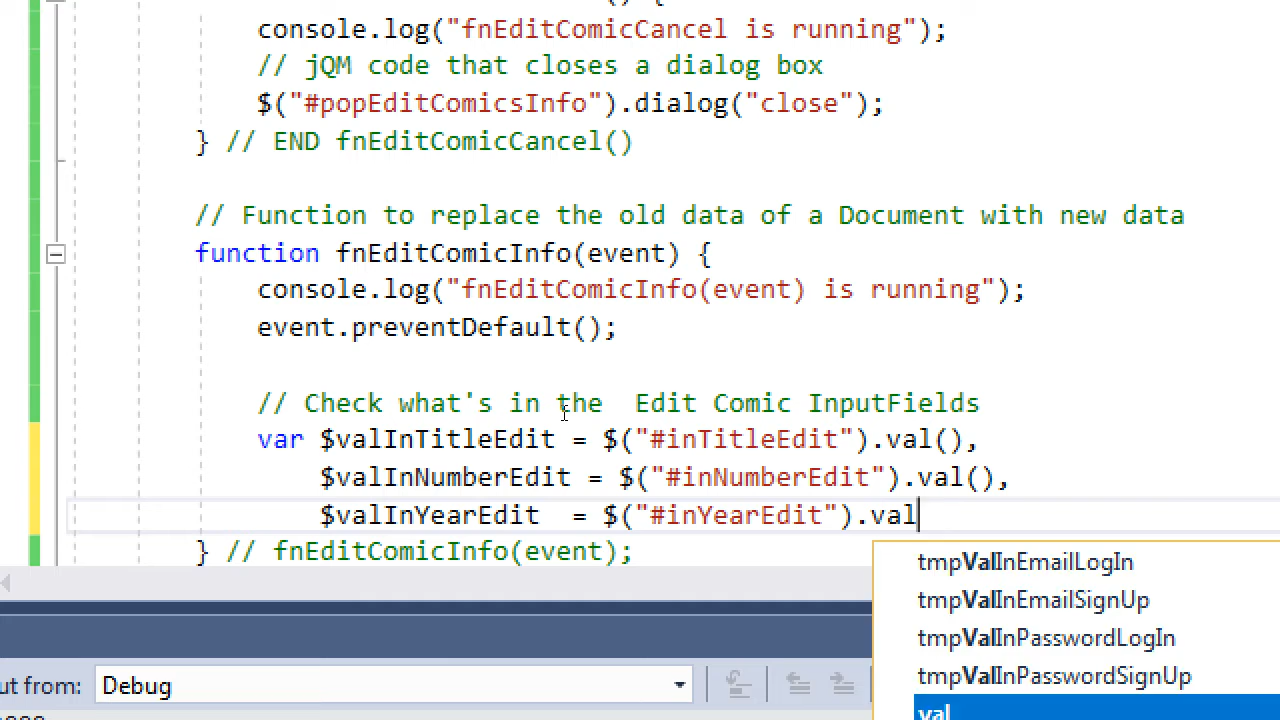 () {
console.log("fnEditComicCancel is running");
// jQM code that closes a dialog box
$("#popEditComicsInfo").dialog("close");
} // END fnEditComicCancel()
// Function to replace the old data of a Document with new data
function fnEditComicInfo(event) {
console.log("fnEditComicInfo(event) is running");
event.preventDefault();
// Check what's in the  Edit Comic InputFields
var $valInTitleEdit = $("#inTitleEdit").val(),
$valInNumberEdit = $("#inNumberEdit").val(),
$valInYearEdit  = $("#inYearEdit").val
} // fnEditComicInfo(event);
tmpValInEmailLogIn
tmpValInEmailSignUp
tmpValInPasswordLogIn
tmpValInPasswordSignUp
val
ut from: Debug